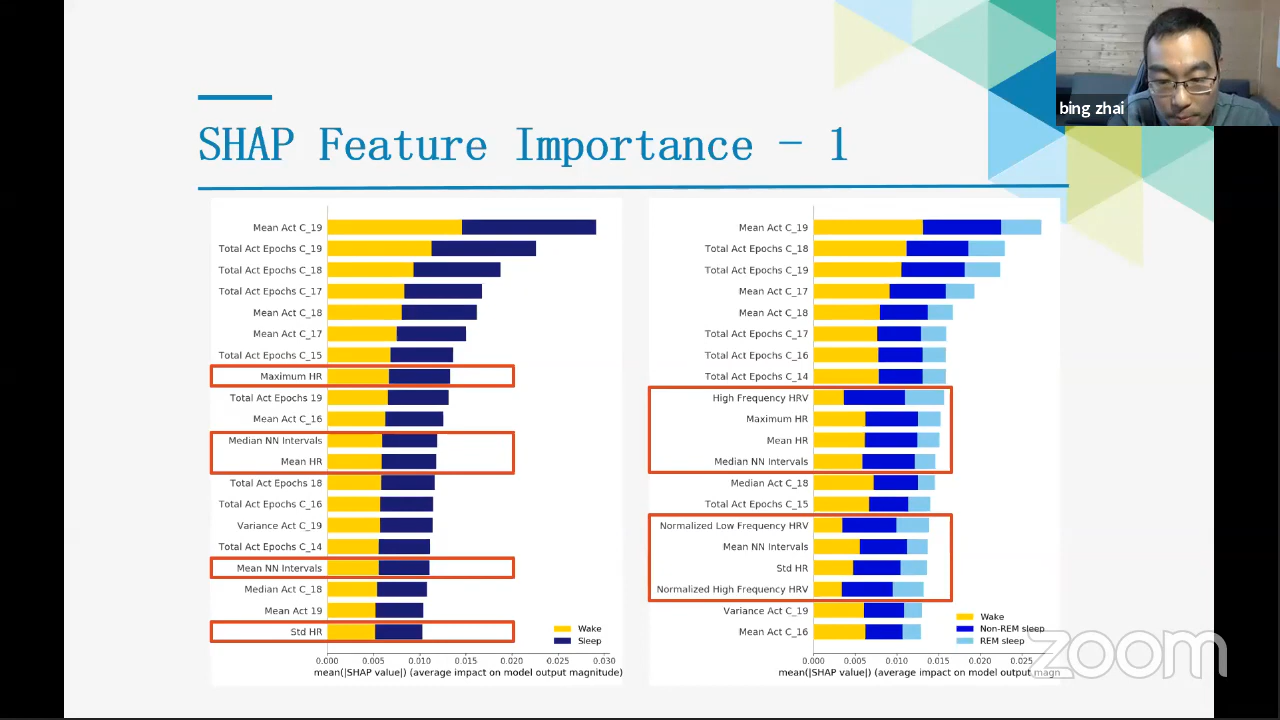 bing zhai
SHAP Feature Importance - 1
Mean Act C_19
Total Act Epochs C_19
Total Act Epochs C_18
Total Act Epochs C_17
Mean Act C_18
Mean Act C_17
Total Act Epochs C_15
Maximum HR
Total Act Epochs 19
Mean Act C_16
Median NN Intervals
Mean HR
Total Act Epochs 18
Total Act Epochs C_16
Variance Act C_19
Total Act Epochs C_14
Mean NN Intervals
Median Act C_18
Mean Act 19
Std HR
Wake
Sleep
0.000 0.005 0.010 0.015 0.020 0.025 0.030
mean(|SHAP value|) (average impact on model output magnitude)
Mean Act C_19
Total Act Epochs C_18
Total Act Epochs C_19
Mean Act C_17
Mean Act C_18
Total Act Epochs C_17
Total Act Epochs C_16
Total Act Epochs C_14
High Frequency HRV
Maximum HR
Mean HR
Median NN Intervals
Median Act C_18
Total Act Epochs C_15
Normalized Low Frequency HRV
Mean NN Intervals
Std HR
Normalized High Frequency HRV
Variance Act C_19
Mean Act C_16
Wake
Non-REM sleep
REM sleep
0.000 0.005 0.010 0.015 0.020 0.025
mean(|SHAP value|) (average impact on model output magn
zoom